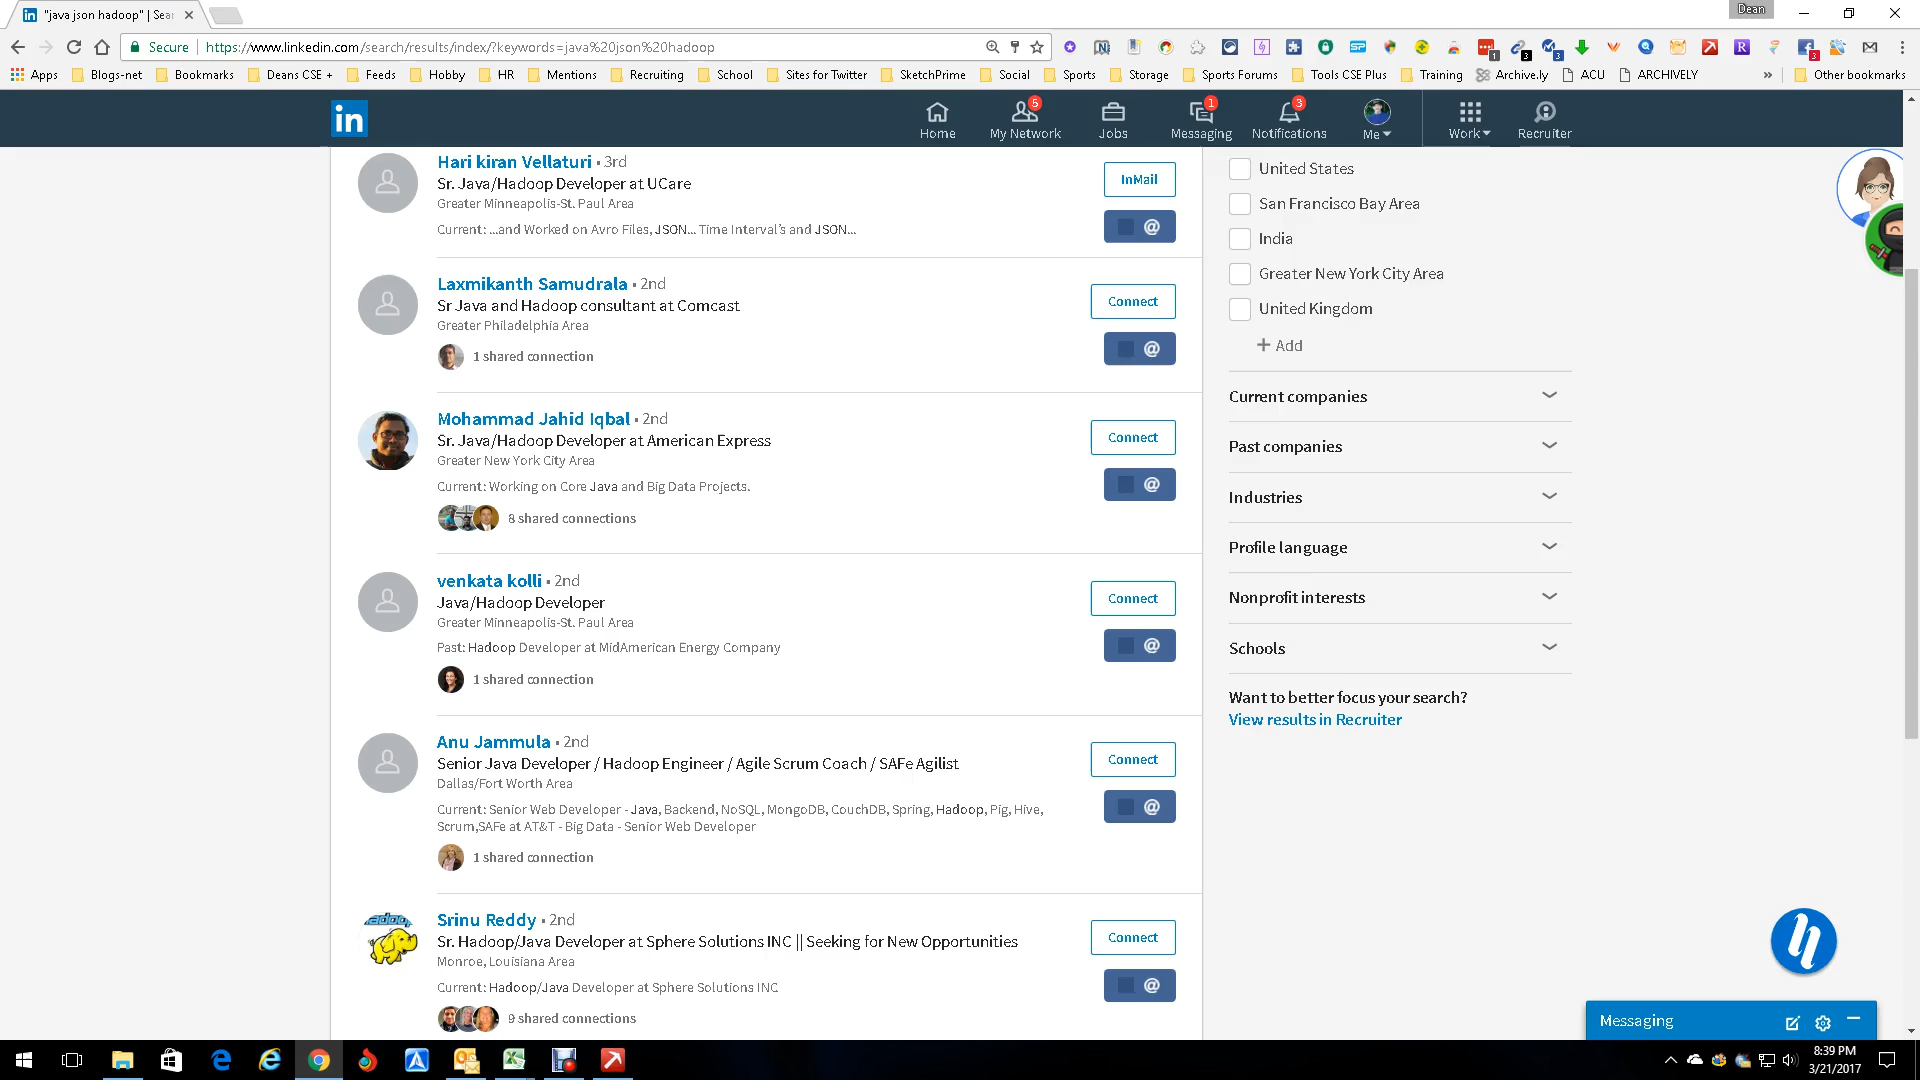 "java json hadoop" | Sear
Dean
Secure https://www.linkedin.com/search/results/index/?keywords=java%20json%20hadoop
1 3 3 3
Apps Blogs-net Bookmarks Deans CSE + Feeds Hobby HR Mentions Recruiting School Sites for Twitter SketchPrime Social Sports Storage Sports Forums Tools CSE Plus Training Archive.ly ACU ARCHIVELY » Other bookmarks
in
5 1 3
Home My Network Jobs Messaging Notifications Me Work Recruiter
Hari kiran Vellaturi • 3rd
Sr. Java/Hadoop Developer at UCare
Greater Minneapolis-St. Paul Area
Current: ...and Worked on Avro Files, JSON... Time Interval's and JSON...
InMail
@
Laxmikanth Samudrala • 2nd
Sr Java and Hadoop consultant at Comcast
Greater Philadelphia Area
1 shared connection
Connect
@
Mohammad Jahid Iqbal • 2nd
Sr. Java/Hadoop Developer at American Express
Greater New York City Area
Current: Working on Core Java and Big Data Projects.
8 shared connections
Connect
@
venkata kolli • 2nd
Java/Hadoop Developer
Greater Minneapolis-St. Paul Area
Past: Hadoop Developer at MidAmerican Energy Company
1 shared connection
Connect
@
Anu Jammula • 2nd
Senior Java Developer / Hadoop Engineer / Agile Scrum Coach / SAFe Agilist
Dallas/Fort Worth Area
Current: Senior Web Developer - Java, Backend, NoSQL, MongoDB, CouchDB, Spring, Hadoop, Pig, Hive,
Scrum,SAFe at AT&T - Big Data - Senior Web Developer
1 shared connection
Connect
@
Srinu Reddy • 2nd
Sr. Hadoop/Java Developer at Sphere Solutions INC || Seeking for New Opportunities
Monroe, Louisiana Area
Current: Hadoop/Java Developer at Sphere Solutions INC
9 shared connections
Connect
@
United States
San Francisco Bay Area
India
Greater New York City Area
United Kingdom
+ Add
Current companies
Past companies
Industries
Profile language
Nonprofit interests
Schools
Want to better focus your search?
View results in Recruiter
Messaging
8:39 PM
3/21/2017